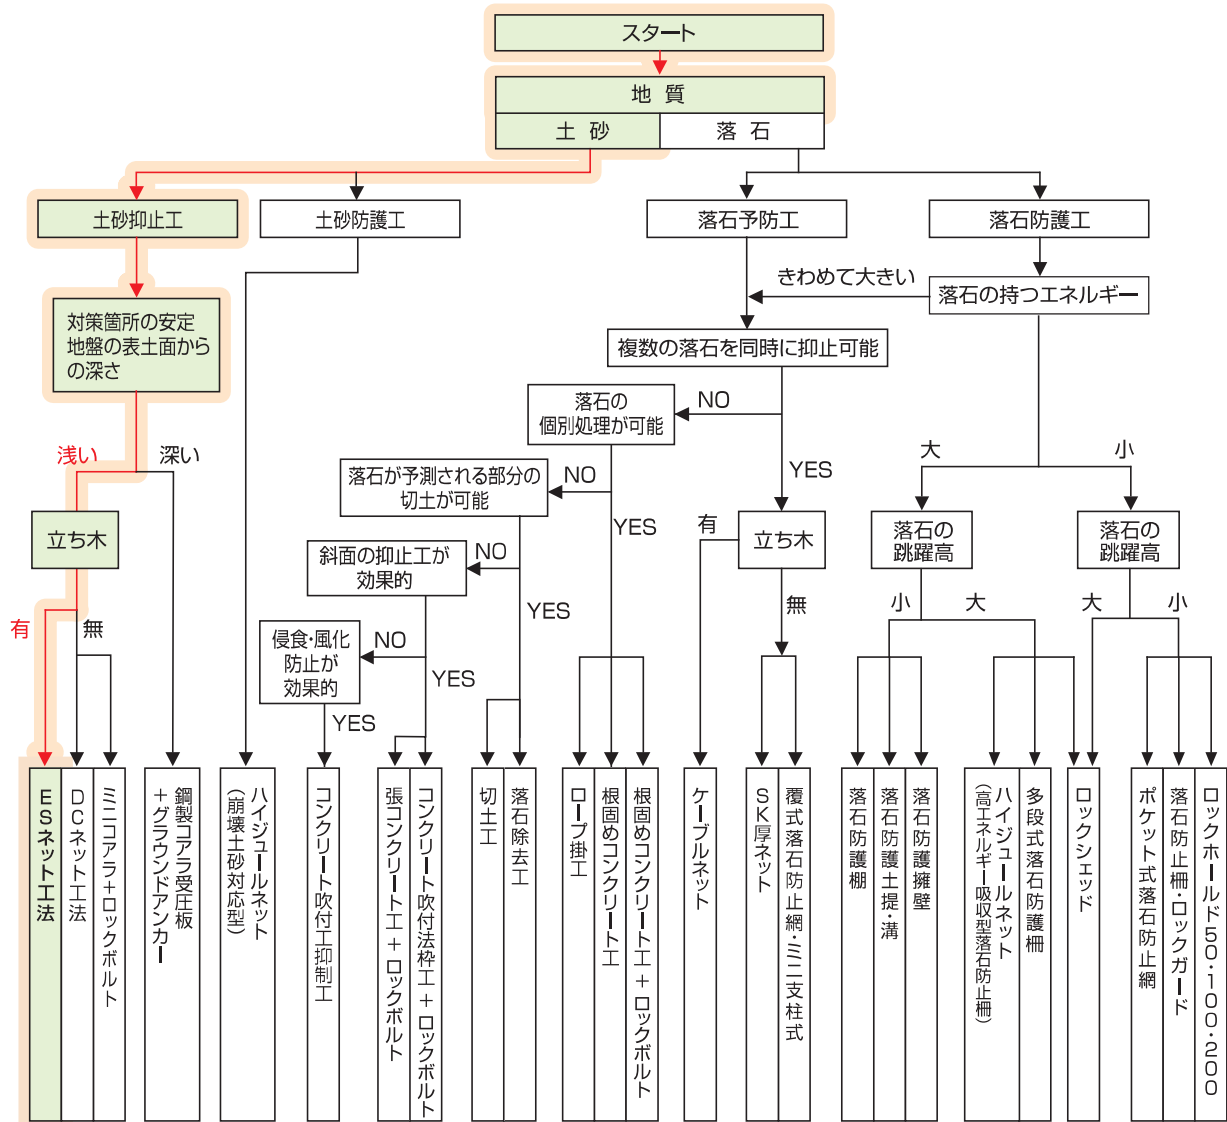 スタート
地質
土砂
落石
土砂抑止工
土砂防護工
落石予防工
落石防護工
きわめて大きい
落石の持つエネルギー
対策箇所の安定
地盤の表土面から
の深さ
複数の落石を同時に抑止可能
落石の
個別処理が可能
NO
YES
浅い
深い
落石が予測される部分の
切土が可能
NO
YES
大
小
立ち木
斜面の抑止工が
効果的
NO
YES
有
立ち木
無
落石の
跳躍高
落石の
跳躍高
有
無
侵食・風化
防止が
効果的
NO
YES
YES
小
大
大
小
ESネット工法
DCネット工法
ミニコアラ+ロックボルト
鋼製コアラ受圧板
+グラウンドアンカー
ハイジュールネット
(崩壊土砂対応型)
コンクリート吹付工抑制工
張コンクリート工+ロックボルト
コンクリート吹付法枠工+ロックボルト
切土工
落石除去工
ロープ掛工
根固めコンクリート工
根固めコンクリート工+ロックボルト
ケーブルネット
SK厚ネット
覆式落石防止網・ミニ支柱式
落石防護棚
落石防護土提・溝
落石防護擁壁
ハイジュールネット
(高エネルギー吸収型落石防止柵)
多段式落石防護柵
ロックシェッド
ポケット式落石防止網
落石防止柵・ロックガード
ロックホールド50・100・200